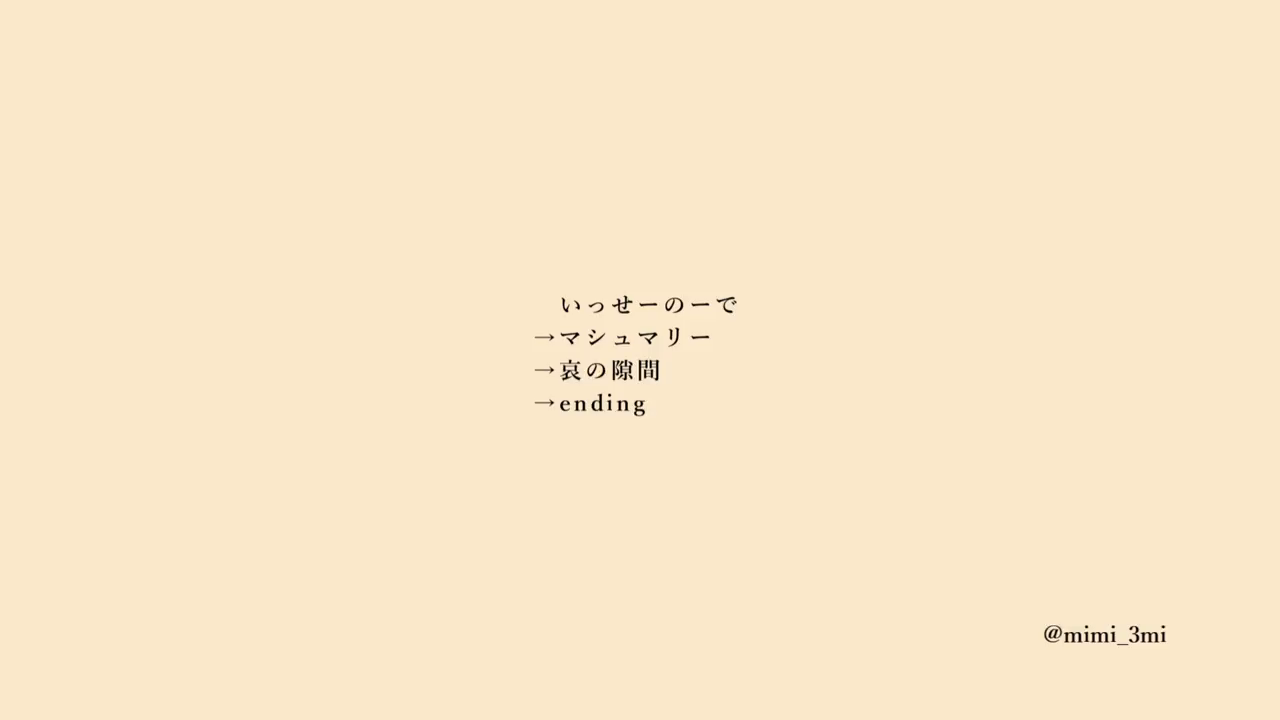 いっせーのーで
→マシュマリー
→哀の隙間
→ending
@mimi_3mi